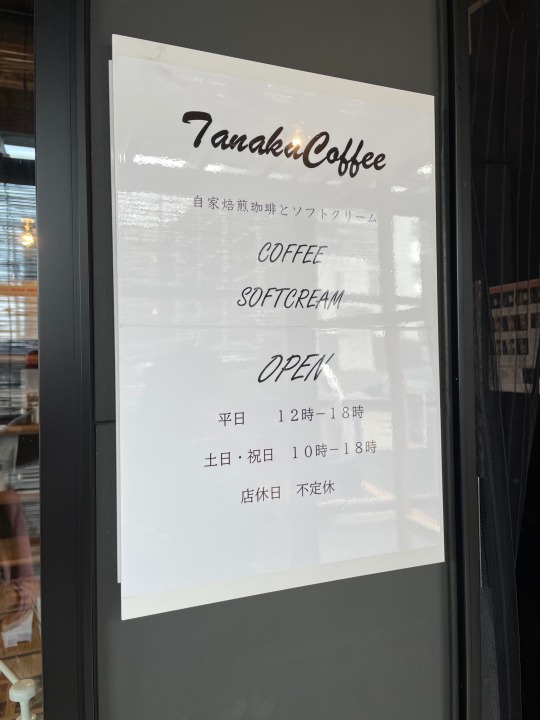 Tanaku Coffee
自家焙煎珈琲とソフトクリーム
COFFEE
SOFTCREAM
OPEN
平日　１２時－１８時
土日・祝日　１０時－１８時
店休日　不定休